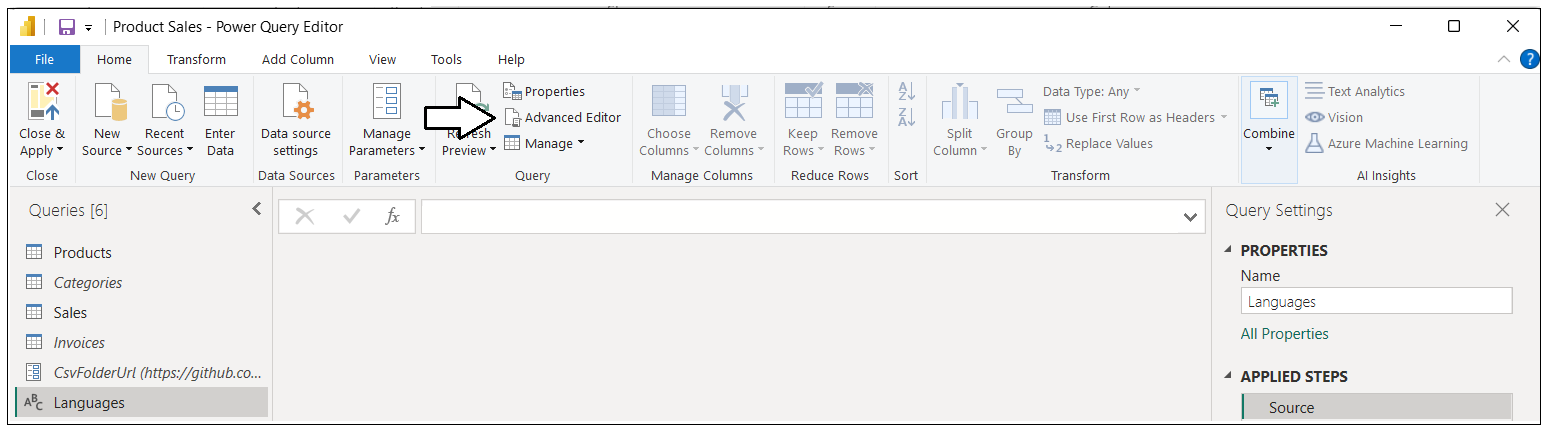 Product Sales - Power Query Editor
File Home Transform Add Column View Tools Help
?
Close & Apply
New Source
Recent Sources
Enter Data
Data source settings
Manage Parameters
Refresh Preview
Properties
Advanced Editor
Manage
Choose Columns
Remove Columns
Keep Rows
Remove Rows
A Z
Z A
Split Column
Group By
Data Type: Any
Use First Row as Headers
1 2 Replace Values
Combine
Text Analytics
Vision
Azure Machine Learning
Close New Query Data Sources Parameters Query Manage Columns Reduce Rows Sort Transform AI Insights
Queries [6]
Products
Categories
Sales
Invoices
CsvFolderUrl (https://github.co...
ABC Languages
fx
Query Settings
PROPERTIES
Name
Languages
All Properties
APPLIED STEPS
Source